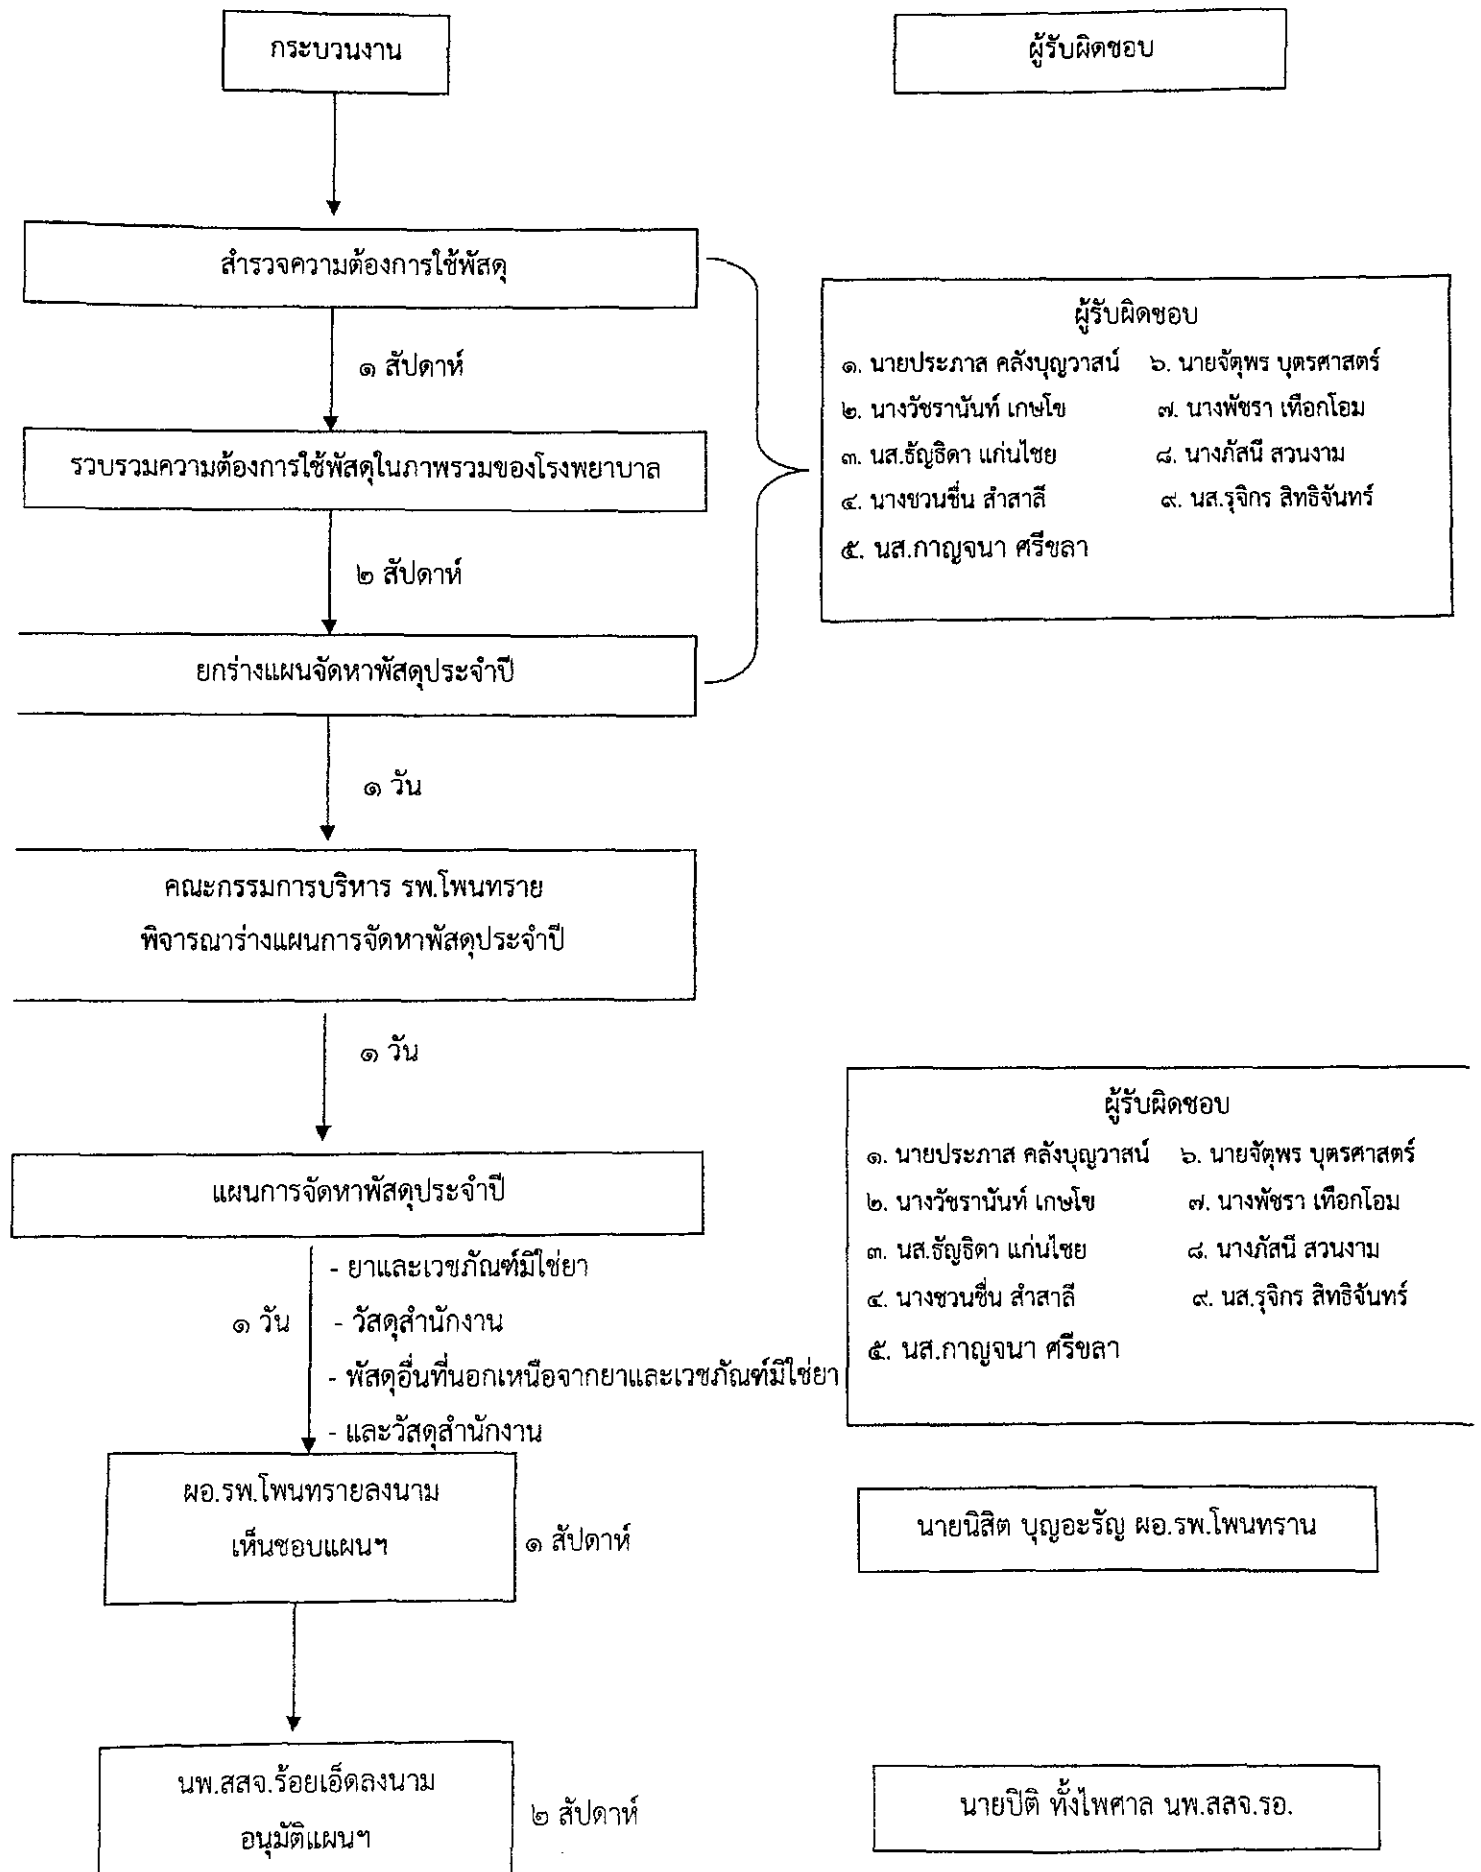 กระบวนงาน
ผู้รับผิดชอบ
สำรวจความต้องการใช้พัสดุ
๑ สัปดาห์
รวบรวมความต้องการใช้พัสดุในภาพรวมของโรงพยาบาล
๒ สัปดาห์
ยกร่างแผนจัดหาพัสดุประจำปี
ผู้รับผิดชอบ
๑. นายประภาส คลังบุญวาสน์ ๖. นายจัตุพร บุตรศาสตร์
๒. นางวัชรานันท์ เกษโข ๗. นางพัชรา เทือกโอม
๓. นส.ธัญธิดา แก่นไชย ๘. นางภัสนี สวนงาม
๔. นางชวนชื่น สำสาลี ๙. นส.รุจิกร สิทธิจันทร์
๕. นส.กาญจนา ศรีขลา
๑ วัน
คณะกรรมการบริหาร รพ.โพนทราย
พิจารณาร่างแผนการจัดหาพัสดุประจำปี
๑ วัน
แผนการจัดหาพัสดุประจำปี
ผู้รับผิดชอบ
๑. นายประภาส คลังบุญวาสน์ ๖. นายจัตุพร บุตรศาสตร์
๒. นางวัชรานันท์ เกษโข ๗. นางพัชรา เทือกโอม
๓. นส.ธัญธิดา แก่นไชย ๘. นางภัสนี สวนงาม
๔. นางชวนชื่น สำสาลี ๙. นส.รุจิกร สิทธิจันทร์
๕. นส.กาญจนา ศรีขลา
- ยาและเวชภัณฑ์มิใช่ยา
๑ วัน - วัสดุสำนักงาน
- พัสดุอื่นที่นอกเหนือจากยาและเวชภัณฑ์มิใช่ยา
- และวัสดุสำนักงาน
ผอ.รพ.โพนทรายลงนาม
เห็นชอบแผนฯ
๑ สัปดาห์
นายนิสิต บุญอะรัญ ผอ.รพ.โพนทราน
นพ.สสจ.ร้อยเอ็ดลงนาม
อนุมัติแผนฯ
๒ สัปดาห์
นายปิติ ทั้งไพศาล นพ.สสจ.รอ.